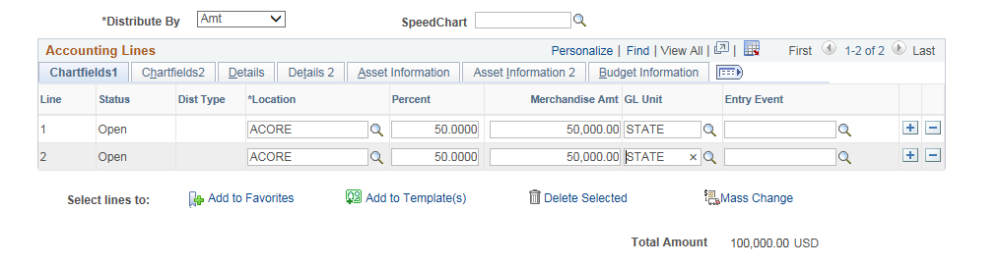 *Distribute By Amt SpeedChart
Accounting Lines Personalize | Find | View All | | First 1-2 of 2 Last
Chartfields1 Chartfields2 Details Details 2 Asset Information Asset Information 2 Budget Information
Line Status Dist Type *Location Percent Merchandise Amt GL Unit Entry Event
1 Open ACORE 50.0000 50,000.00 STATE
2 Open ACORE 50.0000 50,000.00 STATE ×
Select lines to: Add to Favorites Add to Template(s) Delete Selected Mass Change
Total Amount 100,000.00 USD